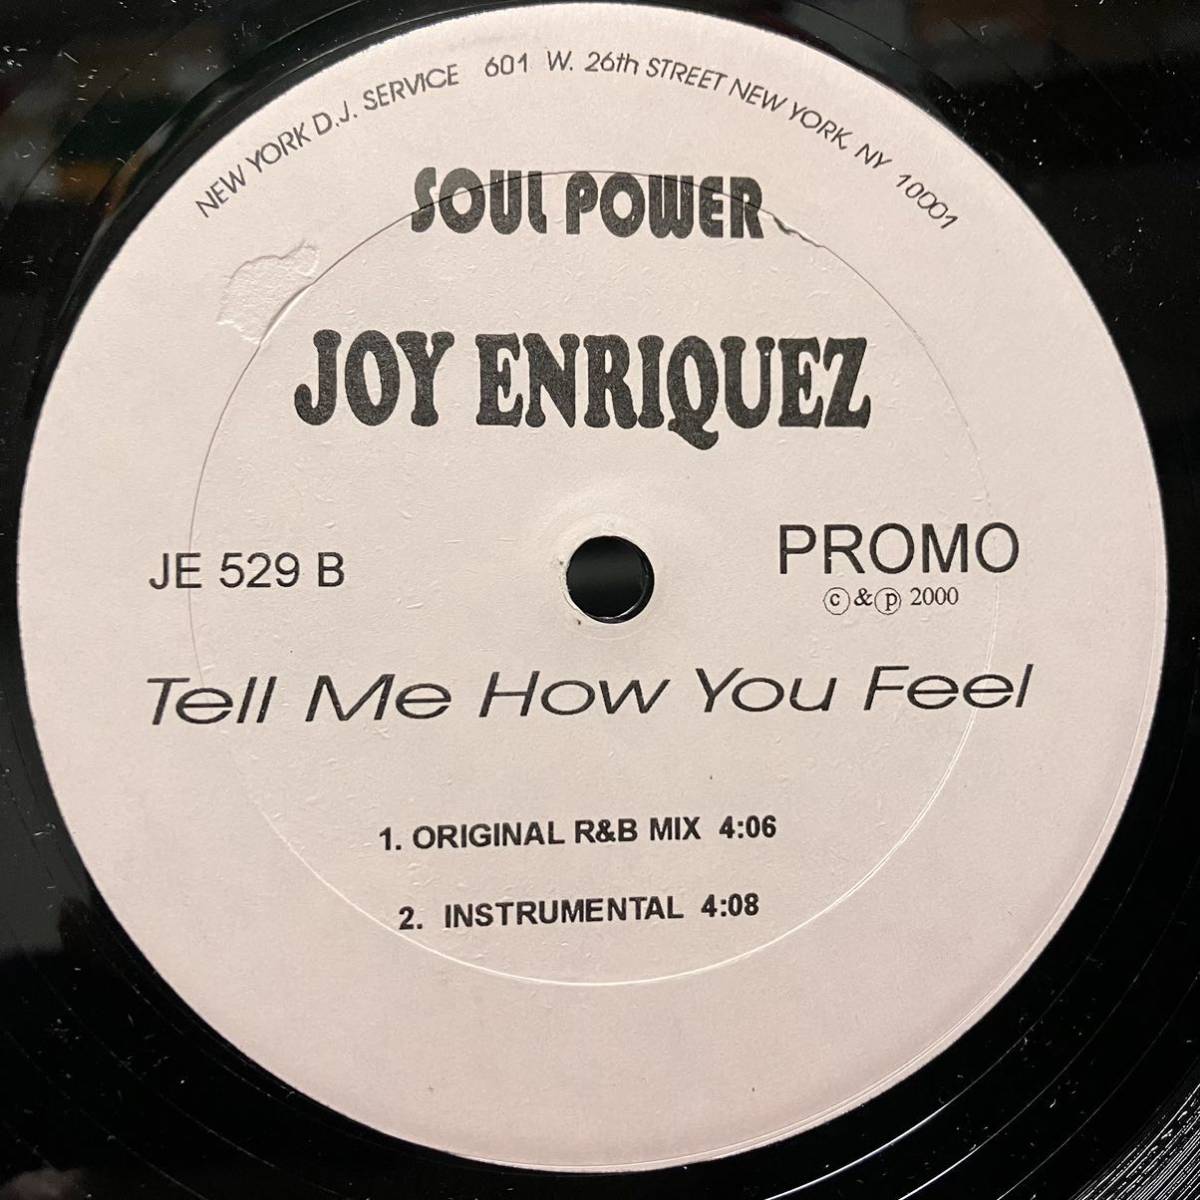 NEW YORK D.J. SERVICE 601 W. 26th STREET NEW YORK, NY 10001
SOUL POWER
JOY ENRIQUEZ
JE 529 B
PROMO
©&℗ 2000
Tell Me How You Feel
1. ORIGINAL R&B MIX 4:06
2. INSTRUMENTAL 4:08